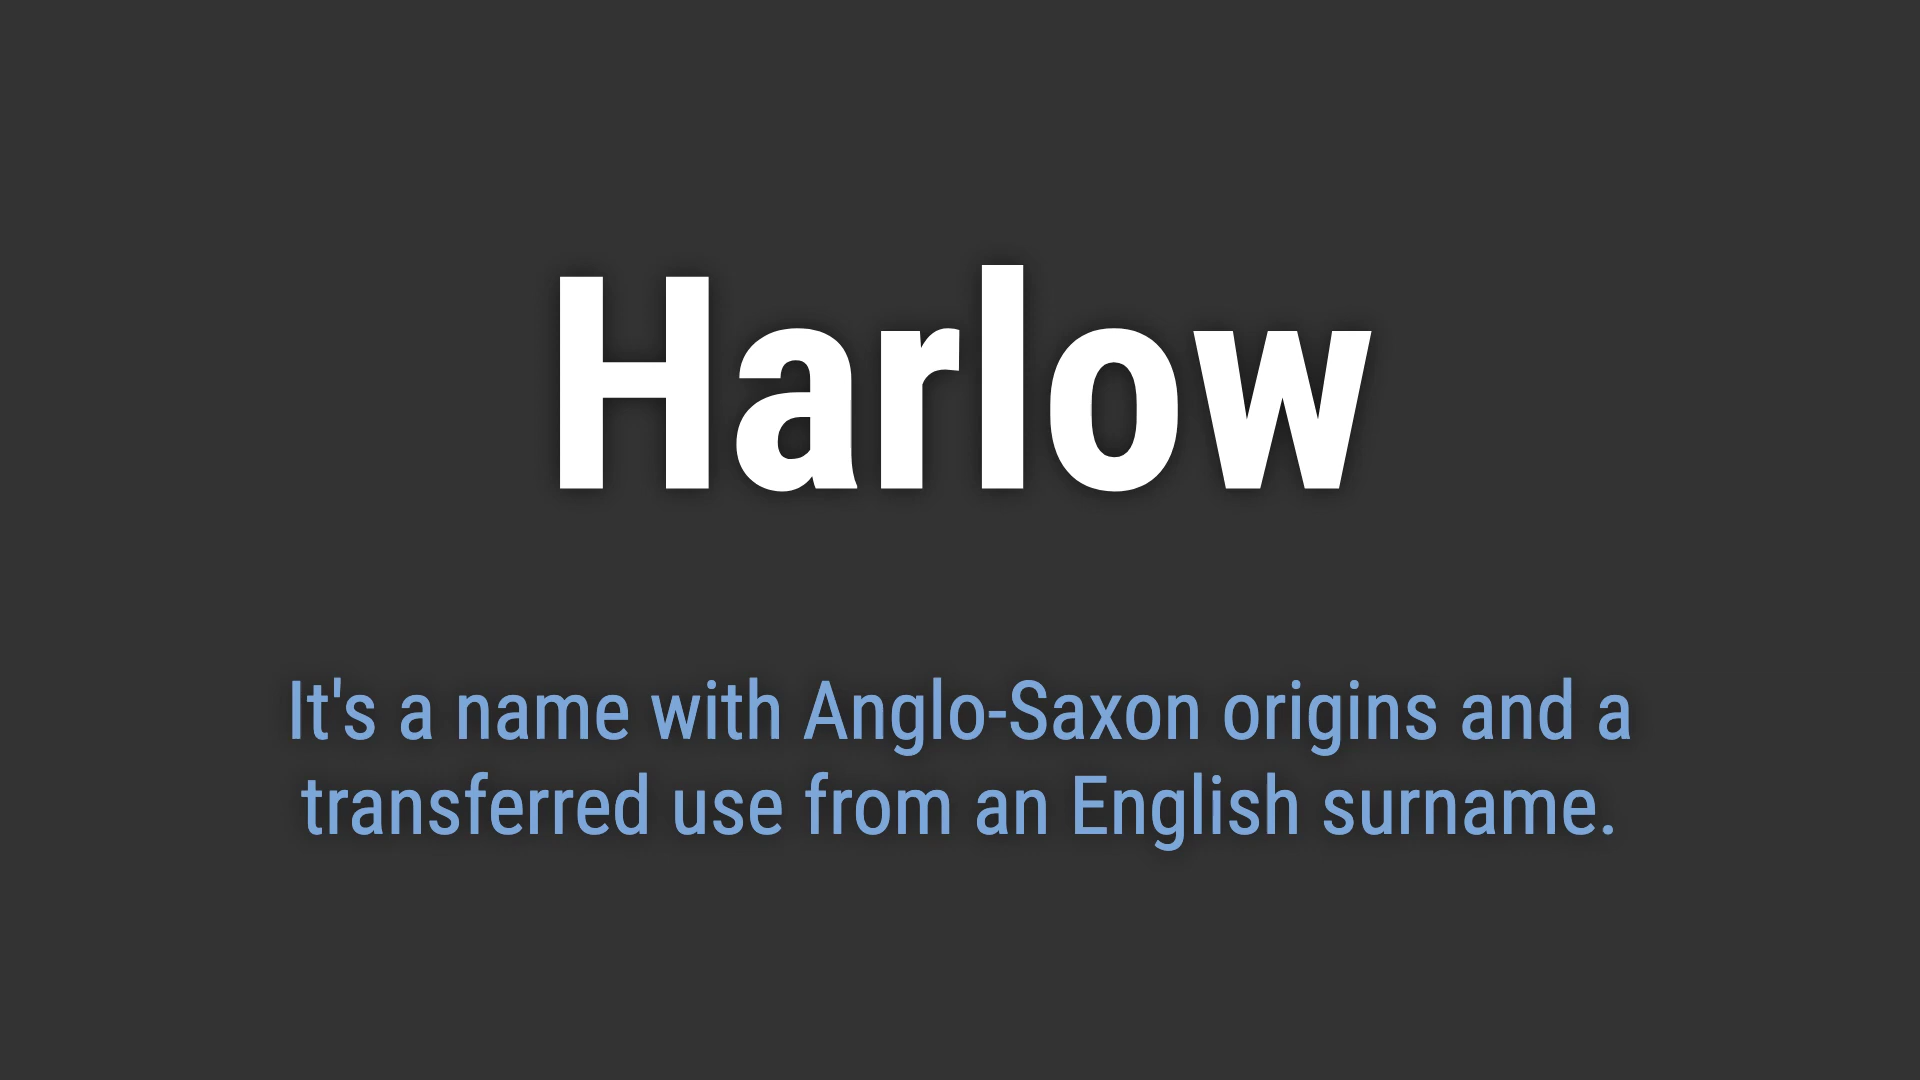 Harlow
It's a name with Anglo-Saxon origins and a
transferred use from an English surname.